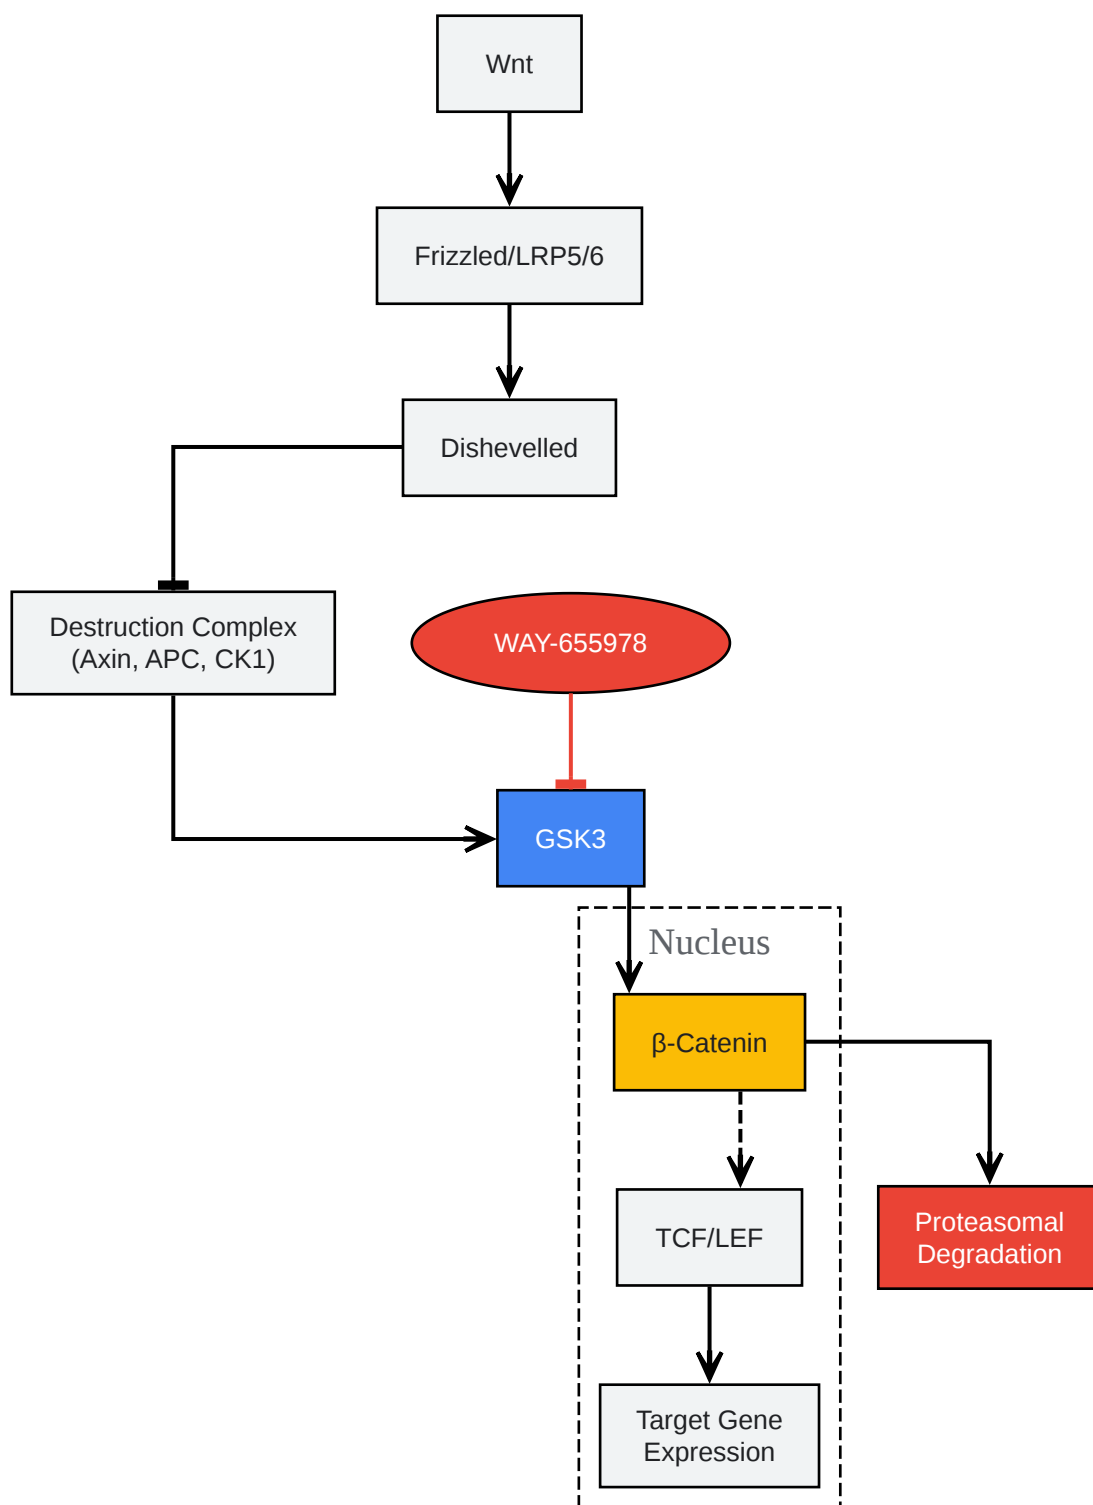 Wnt
Frizzled/LRP5/6
Dishevelled
Destruction Complex
(Axin, APC, CK1)
WAY-655978
GSK3
Nucleus
β-Catenin
TCF/LEF
Proteasomal
Degradation
Target Gene
Expression